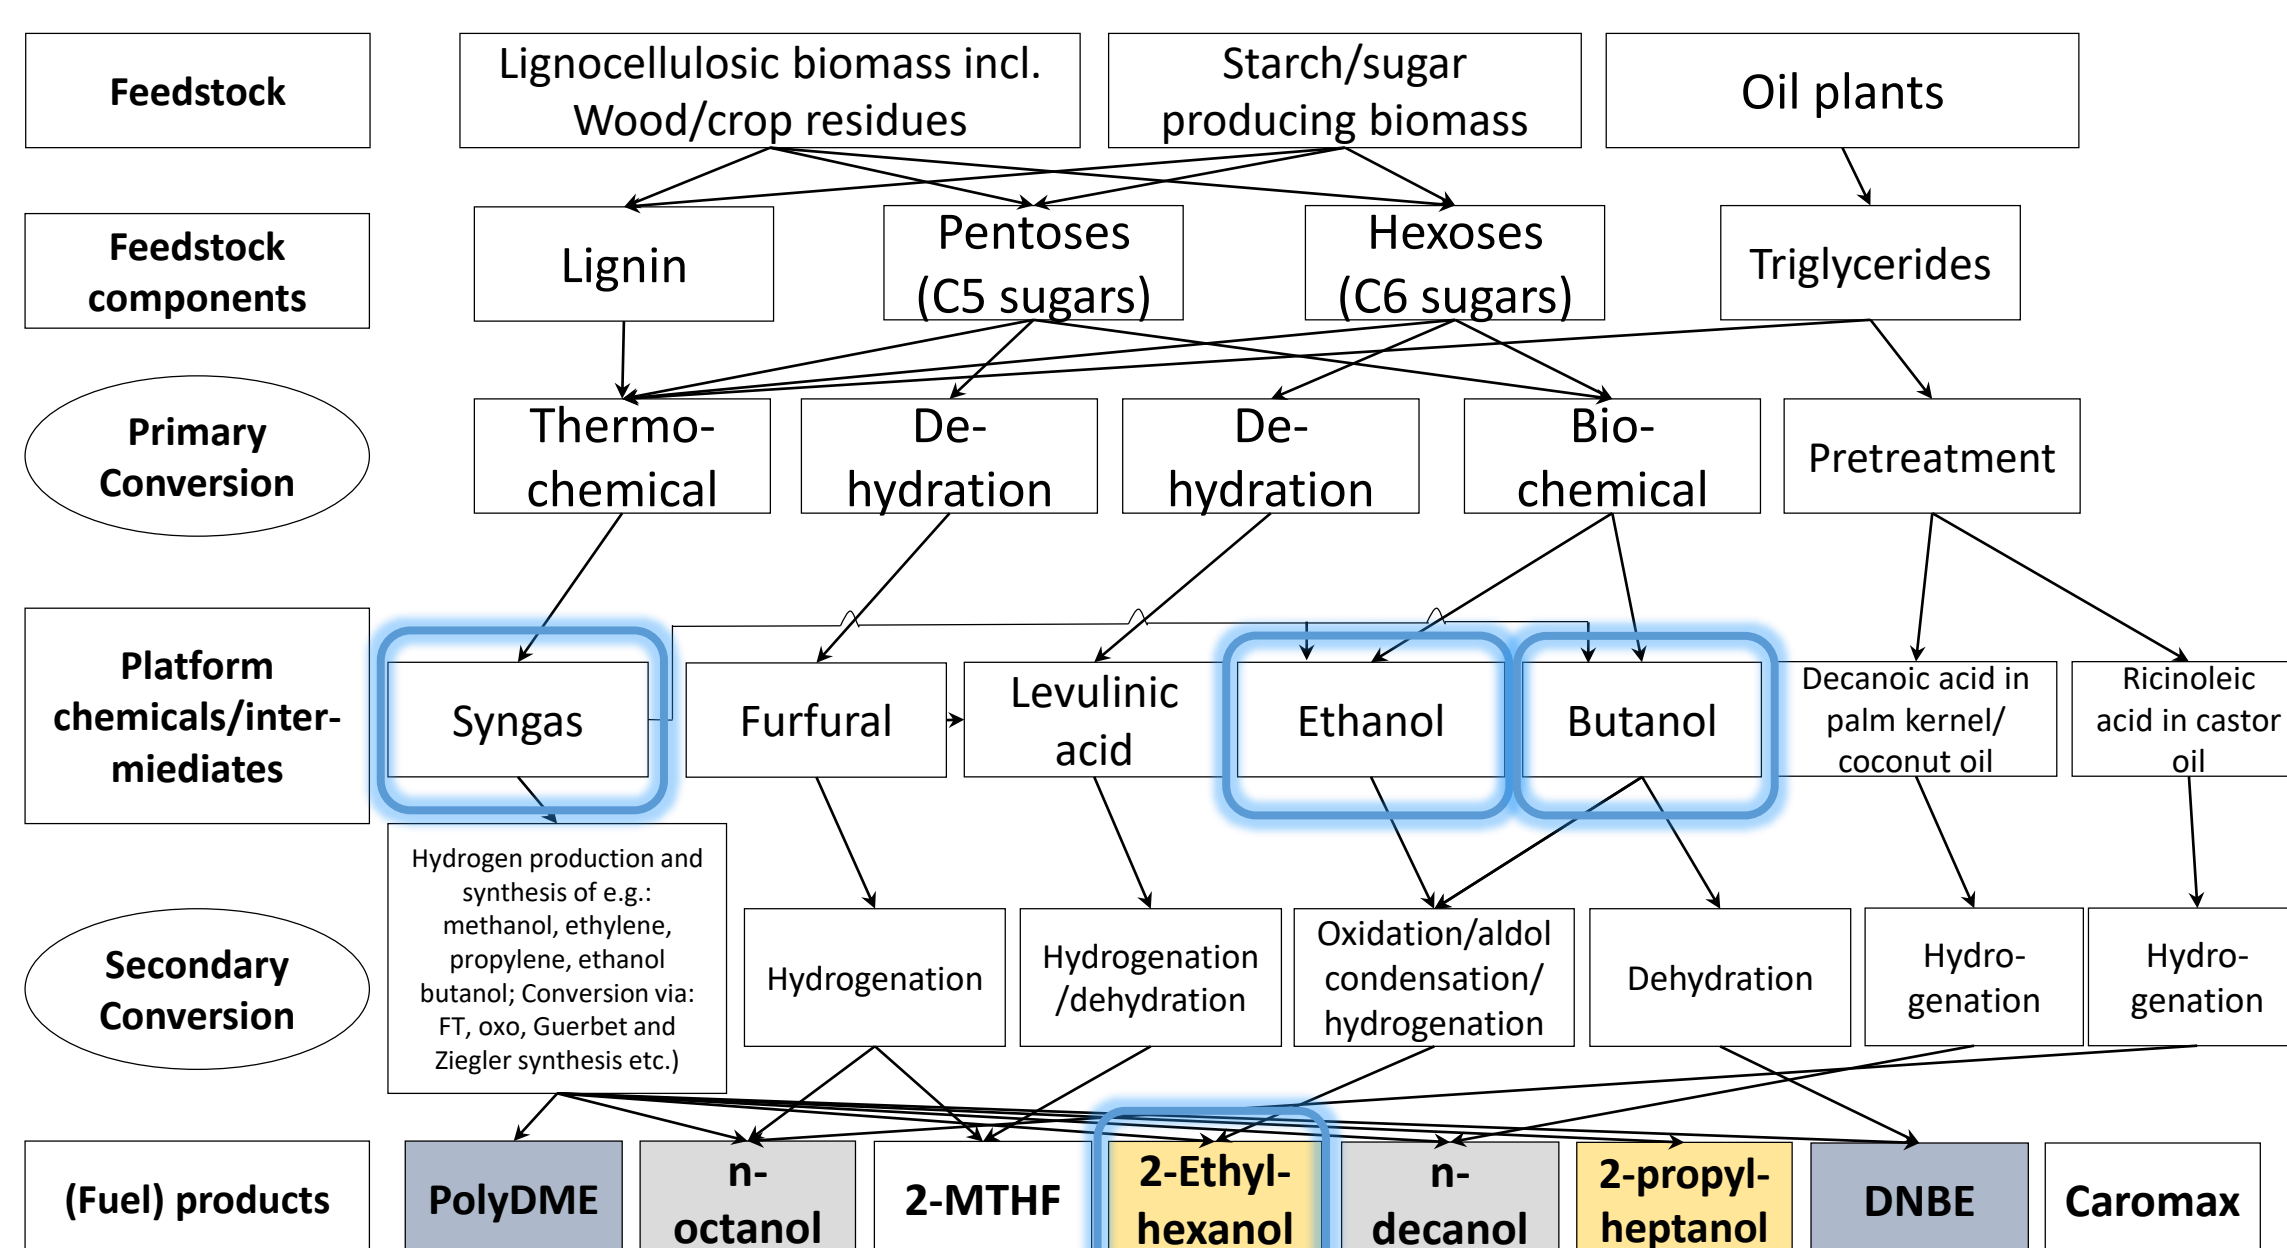 Feedstock
Lignocellulosic biomass incl.
Wood/crop residues
Starch/sugar
producing biomass
Oil plants
Feedstock
components
Lignin
Pentoses
(C5 sugars)
Hexoses
(C6 sugars)
Triglycerides
Primary
Conversion
Thermo-
chemical
De-
hydration
De-
hydration
Bio-
chemical
Pretreatment
Platform
chemicals/inter-
miediates
Syngas
Furfural
Levulinic
acid
Ethanol
Butanol
Decanoic acid in
palm kernel/
coconut oil
Ricinoleic
acid in castor
oil
Secondary
Conversion
Hydrogen production and
synthesis of e.g.:
methanol, ethylene,
propylene, ethanol
butanol; Conversion via:
FT, oxo, Guerbet and
Ziegler synthesis etc.)
Hydrogenation
Hydrogenation
/dehydration
Oxidation/aldol
condensation/
hydrogenation
Dehydration
Hydro-
genation
Hydro-
genation
(Fuel) products
PolyDME
n-
octanol
2-MTHF
2-Ethyl-
hexanol
n-
decanol
2-propyl-
heptanol
DNBE
Caromax